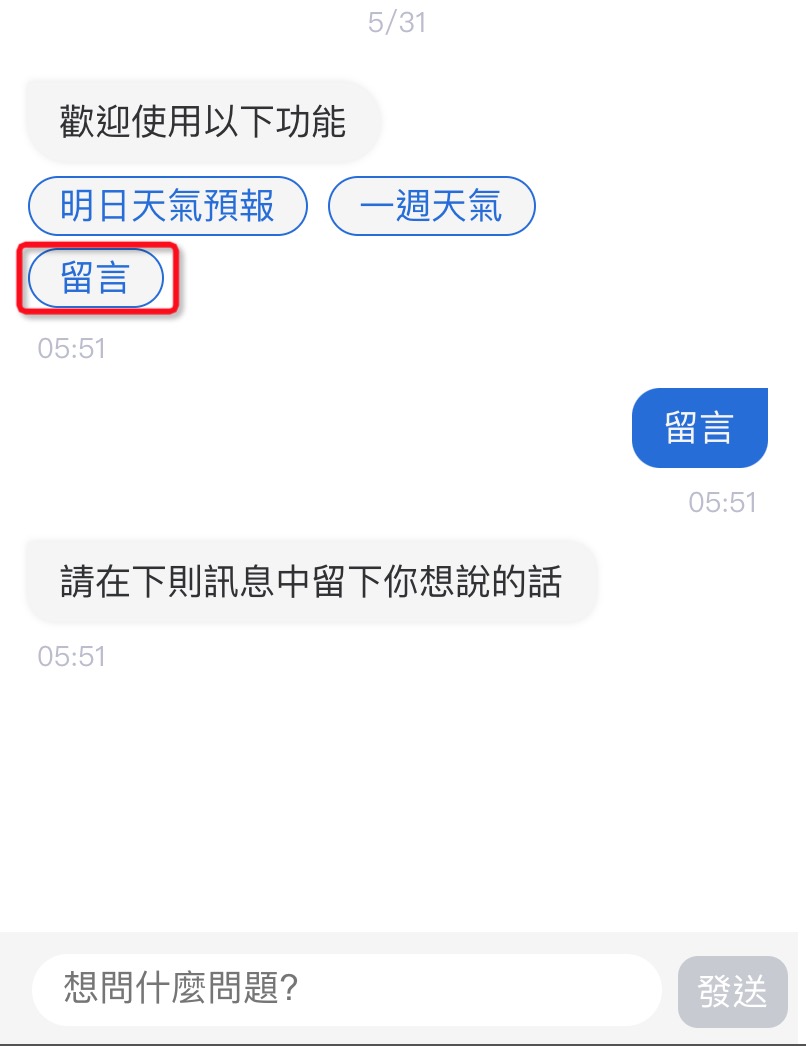 5/31
歡迎使用以下功能
明日天氣預報 一週天氣
留言
05:51
留言
05:51
請在下則訊息中留下你想說的話
05:51
想問什麼問題? 發送